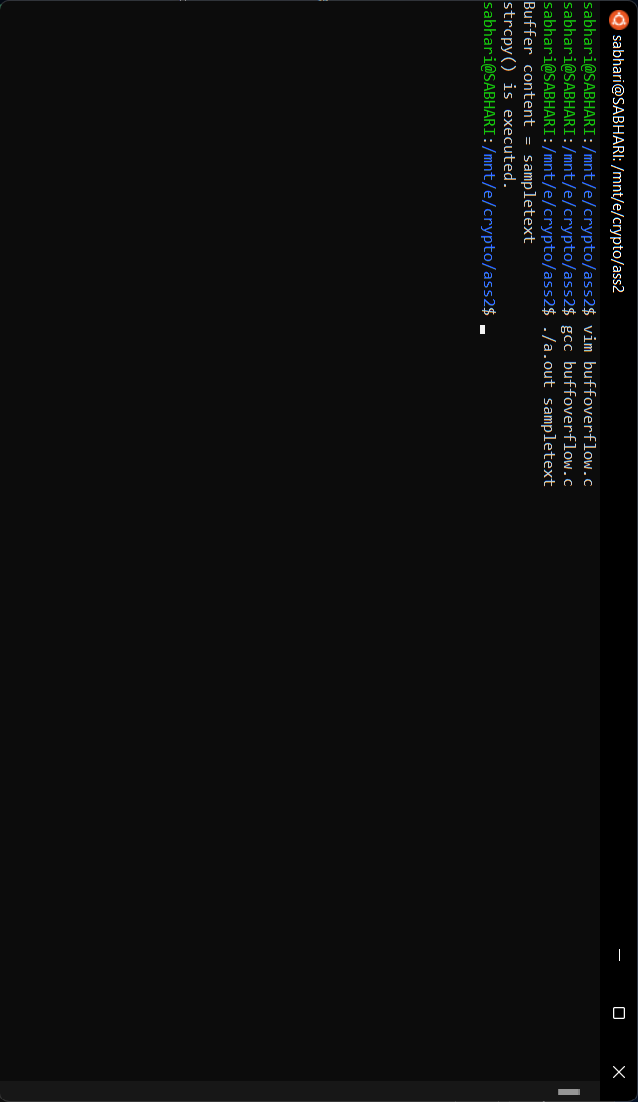 sabhari@SABHARI: /mnt/e/crypto/ass2
sabhari@SABHARI:/mnt/e/crypto/ass2$ vim buffoverflow.c
sabhari@SABHARI:/mnt/e/crypto/ass2$ gcc buffoverflow.c
sabhari@SABHARI:/mnt/e/crypto/ass2$ ./a.out sampletext
Buffer content = sampletext
strcpy() is executed.
sabhari@SABHARI:/mnt/e/crypto/ass2$